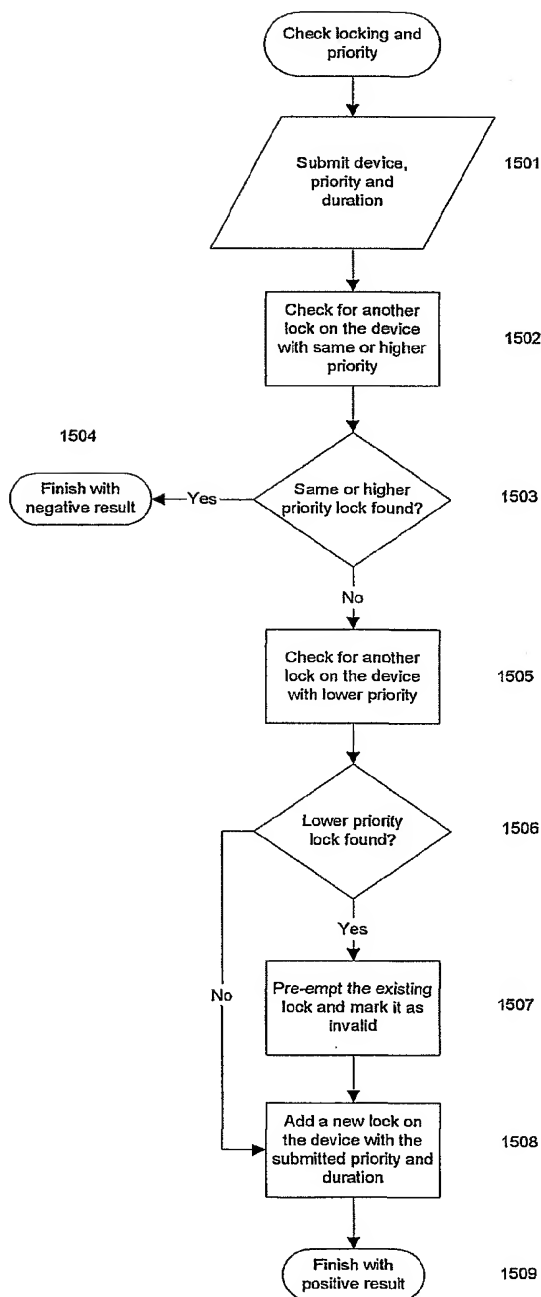 Check locking and
priority
Submit device,
priority and
duration
1501
Check for another
lock on the device
with same or higher
priority
1502
1504
Finish with
negative result
Yes
Same or higher
priority lock found?
1503
No
Check for another
lock on the device
with lower priority
1505
Lower priority
lock found?
1506
Yes
No
Pre-empt the existing
lock and mark it as
invalid
1507
Add a new lock on
the device with the
submitted priority and
duration
1508
Finish with
positive result
1509